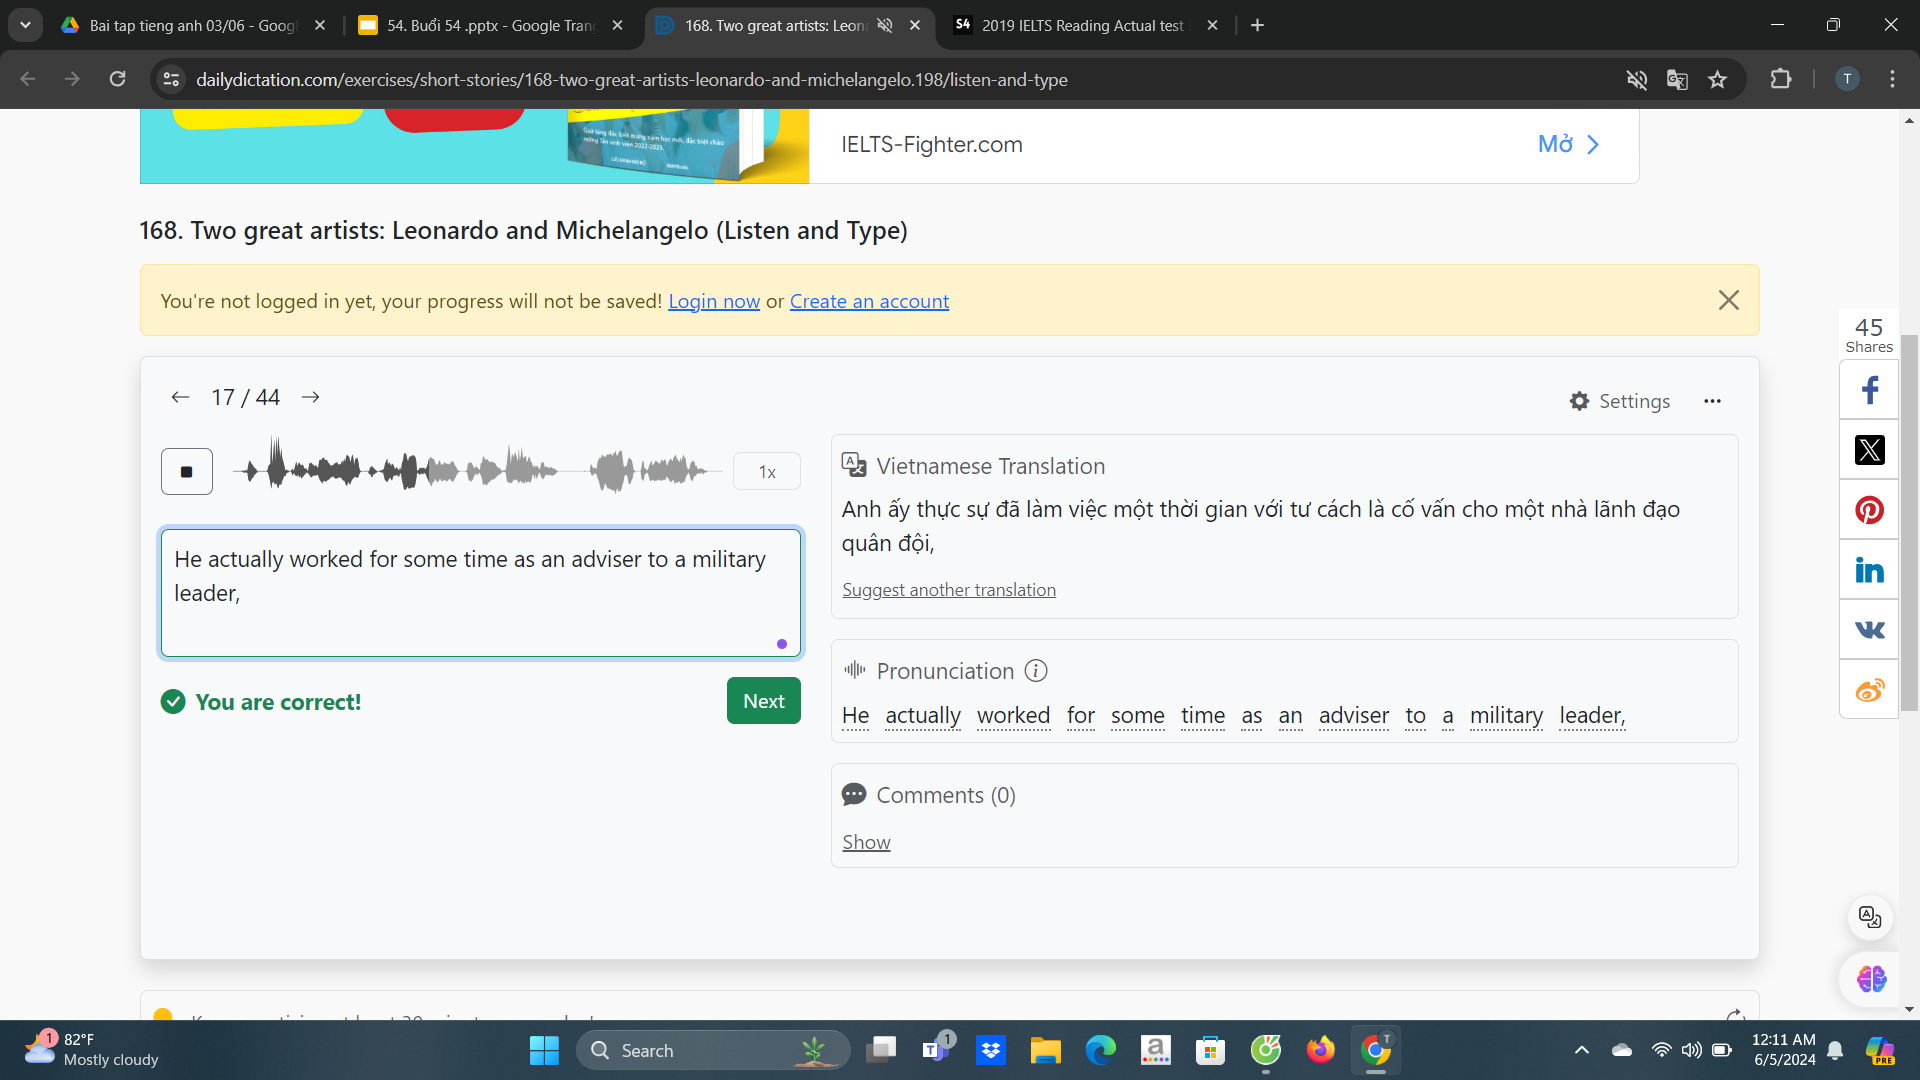 Bai tap tieng anh 03/06 - Googl
54. Buổi 54 .pptx - Google Tran
168. Two great artists: Leon
S4
2019 IELTS Reading Actual test
dailydictation.com/exercises/short-stories/168-two-great-artists-leonardo-and-michelangelo.198/listen-and-type
T
IELTS-Fighter.com
Mở
168. Two great artists: Leonardo and Michelangelo (Listen and Type)
You're not logged in yet, your progress will not be saved! Login now or Create an account
45
Shares
17 / 44
Settings
1x
Vietnamese Translation
Anh ấy thực sự đã làm việc một thời gian với tư cách là cố vấn cho một nhà lãnh đạo
quân đội,
Suggest another translation
He actually worked for some time as an adviser to a military
leader,
You are correct!
Next
Pronunciation
He actually worked for some time as an adviser to a military leader,
Comments (0)
Show
1
82°F
Mostly cloudy
Search
1
12:11 AM
6/5/2024
PRE